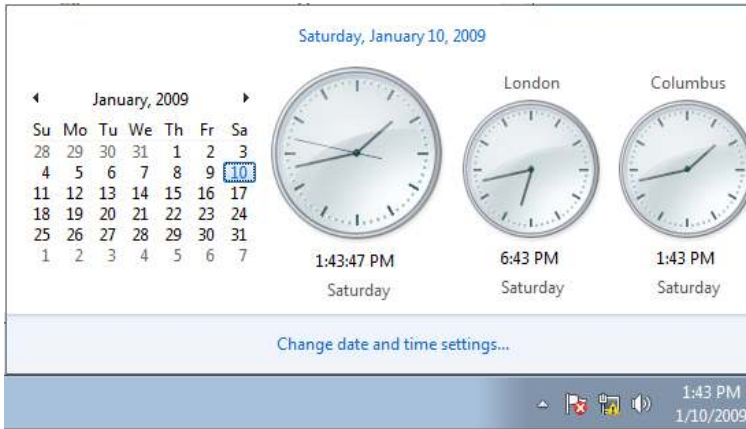 Saturday, January 10, 2009
January, 2009
Su Mo Tu We Th Fr Sa
28 29 30 31 1 2 3
4 5 6 7 8 9 10
11 12 13 14 15 16 17
18 19 20 21 22 23 24
25 26 27 28 29 30 31
1 2 3 4 5 6 7
1:43:47 PM
Saturday
London
6:43 PM
Saturday
Columbus
1:43 PM
Saturday
Change date and time settings...
1:43 PM
1/10/2009